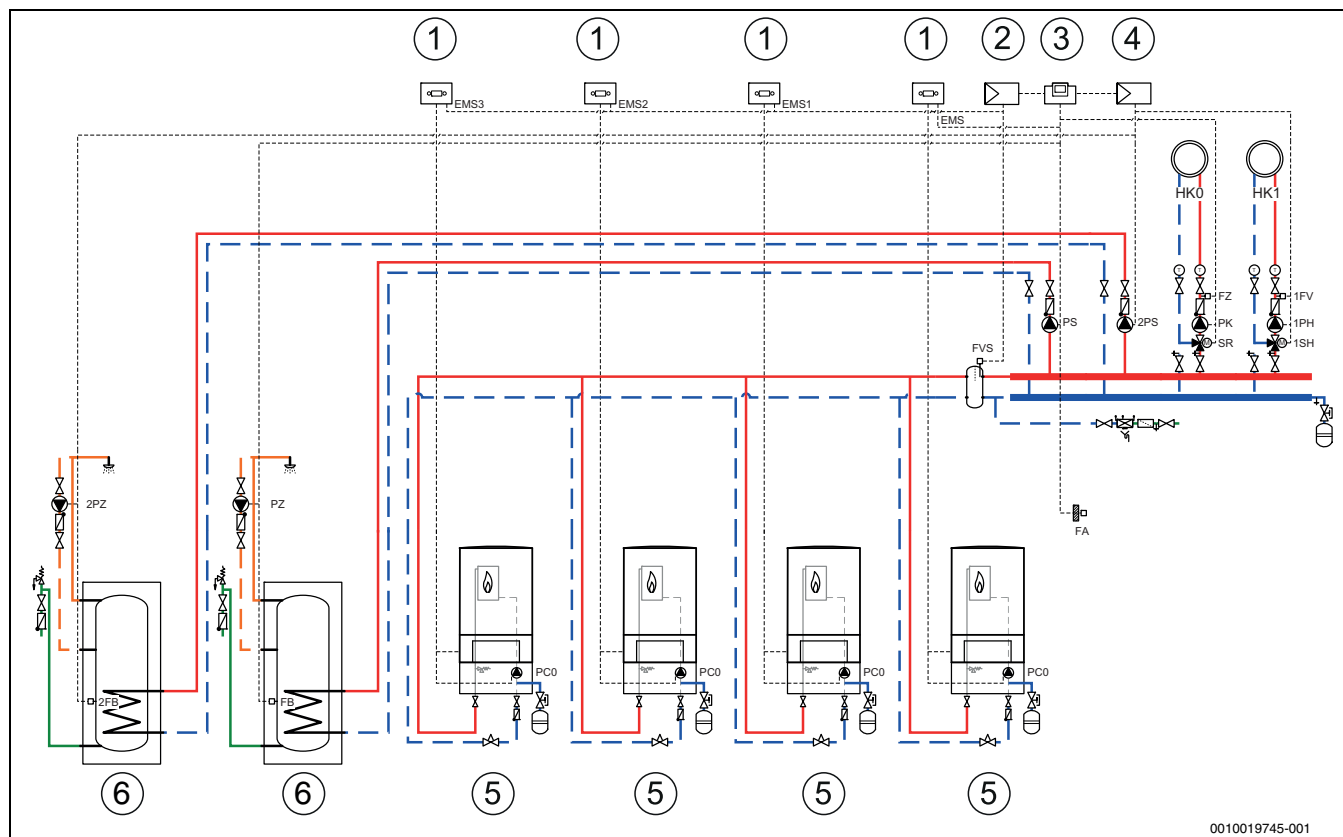 1 1 1 1 2 3 4
EMS3 EMS2 EMS1 EMS
HK0 HK1
T T T T
FZ 1FV
PS 2PS PK 1PH
M SR M 1SH
FVS
2PZ PZ
FA
PC0 PC0 PC0 PC0
2FB FB
6 6 5 5 5 5
0010019745-001